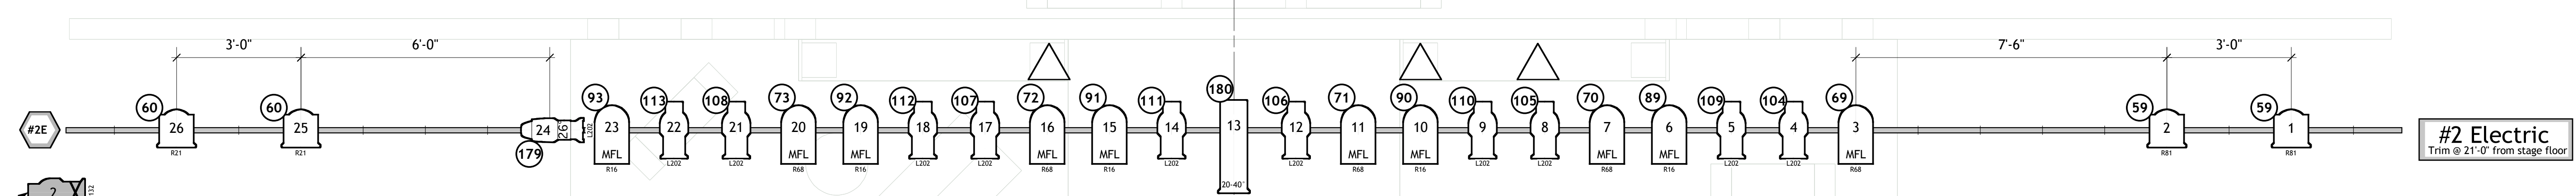 3'-0" 6'-0" 7'-6" 3'-0"
60 60 93 113 108 73 92 112 107 72 91 111 180 106 71 90 110 105 70 89 109 104 69 59 59
#2E 26 25 24 26° L202 23 22 21 20 19 18 17 16 15 14 13 12 11 10 9 8 7 6 5 4 3 2 1 #2 Electric
Trim @ 21'-0" from stage floor
179 MFL MFL MFL MFL MFL MFL MFL MFL MFL MFL
R21 R21 R16 L202 L202 R68 R16 L202 L202 R68 R16 L202 L202 R68 R16 L202 L202 R68 R16 L202 L202 R68 R81 R81
20-40°
2 132